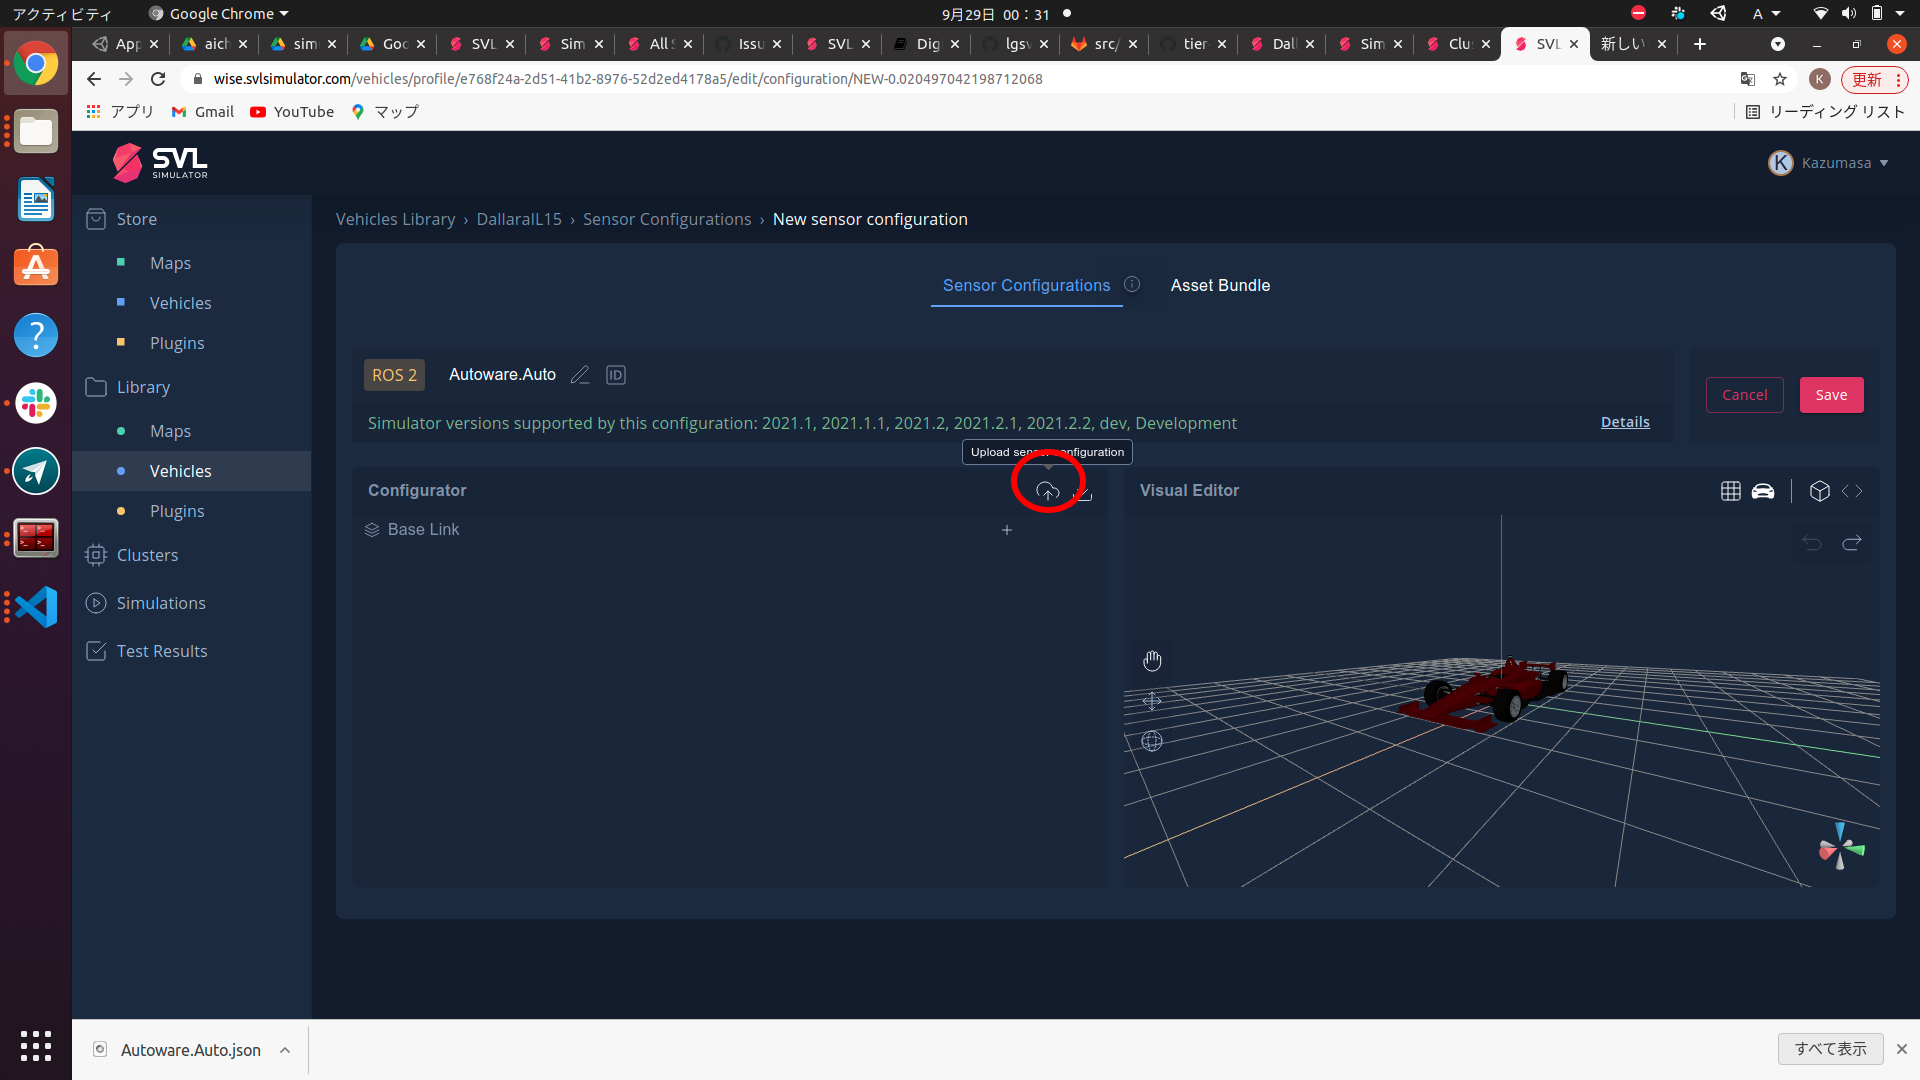 アクティビティ
Google Chrome
9月29日 00：31
A
App
aich
sim
Goo
SVL
Sim
All S
Issu
SVL
Dig
lgsv
src/
tier
Dall
Sim
Clu
SVL
新しい
wise.svlsimulator.com/vehicles/profile/e768f24a-2d51-41b2-8976-52d2ed4178a5/edit/configuration/NEW-0.020497042198712068
K
更新
アプリ
Gmail
YouTube
マップ
リーディング リスト
SVL
SIMULATOR
K
Kazumasa
Store
Maps
Vehicles
Plugins
Library
Maps
Vehicles
Plugins
Clusters
Simulations
Test Results
Vehicles Library › DallaraIL15 › Sensor Configurations › New sensor configuration
Sensor Configurations
Asset Bundle
ROS 2
Autoware.Auto
ID
Simulator versions supported by this configuration: 2021.1, 2021.1.1, 2021.2, 2021.2.1, 2021.2.2, dev, Development
Details
Cancel
Save
Upload sensor configuration
Configurator
Base Link
Visual Editor
Autoware.Auto.json
すべて表示